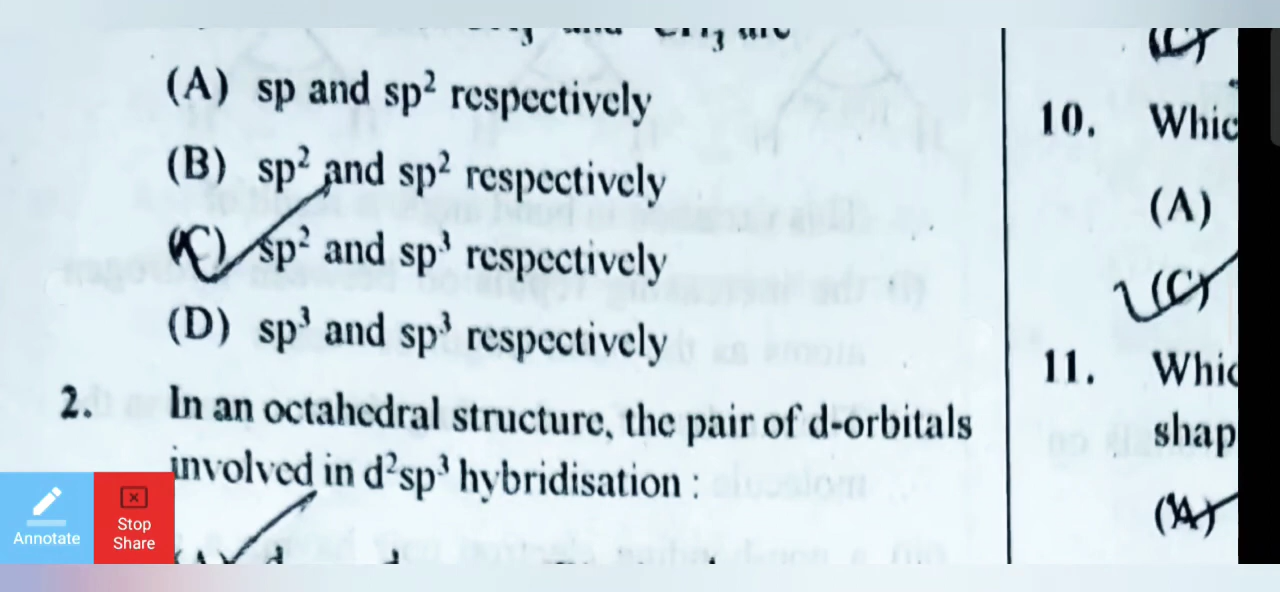 are
(A) sp and sp² respectively
(B) sp² and sp² respectively
(C) sp² and sp³ respectively
(D) sp³ and sp³ respectively
2. In an octahedral structure, the pair of d-orbitals
involved in d²sp³ hybridisation :
(C)
10. Whic
(A)
(C)
11. Whic
shap
(A)
Annotate
Stop
Share